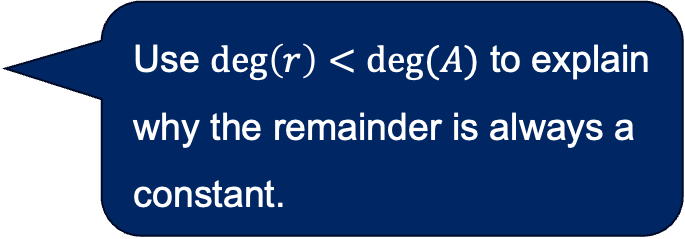 Use deg(𝑟) < deg(𝐴) to explain
why the remainder is always a
constant.